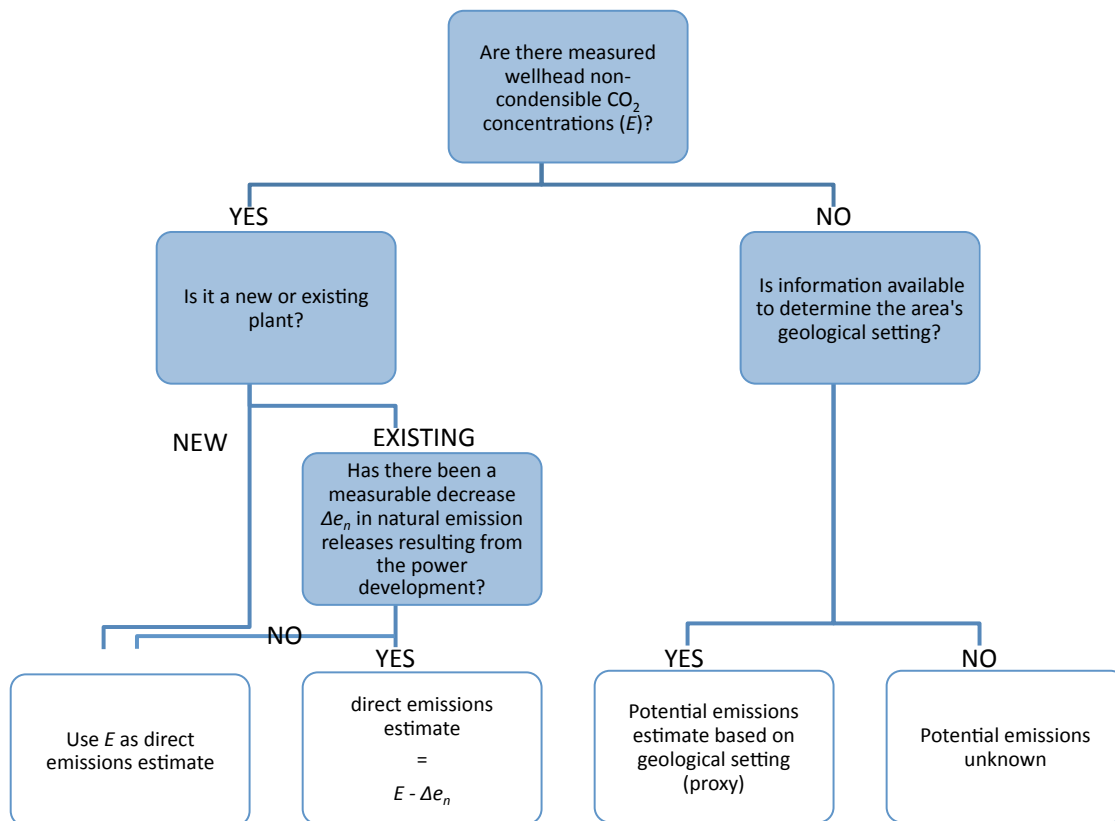 Are there measured
wellhead non-
condensible CO₂
concentrations (E)?
YES
NO
Is it a new or existing
plant?
Is information available
to determine the area's
geological setting?
NEW
EXISTING
Has there been a
measurable decrease
Δeₙ in natural emission
releases resulting from
the power
development?
NO
YES
YES
NO
Use E as direct
emissions estimate
direct emissions
estimate
=
E - Δeₙ
Potential emissions
estimate based on
geological setting
(proxy)
Potential emissions
unknown